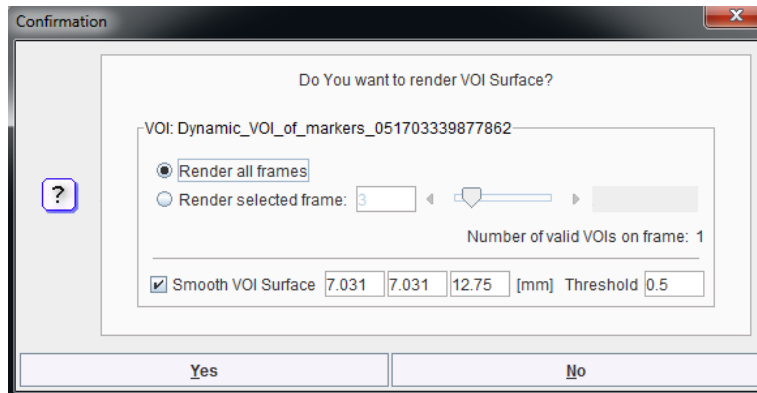 Confirmation
x
Do You want to render VOI Surface?
VOI: Dynamic_VOI_of_markers_051703339877862
Render all frames
?
Render selected frame: 3
Number of valid VOIs on frame: 1
Smooth VOI Surface 7.031 7.031 12.75 [mm] Threshold 0.5
Yes No